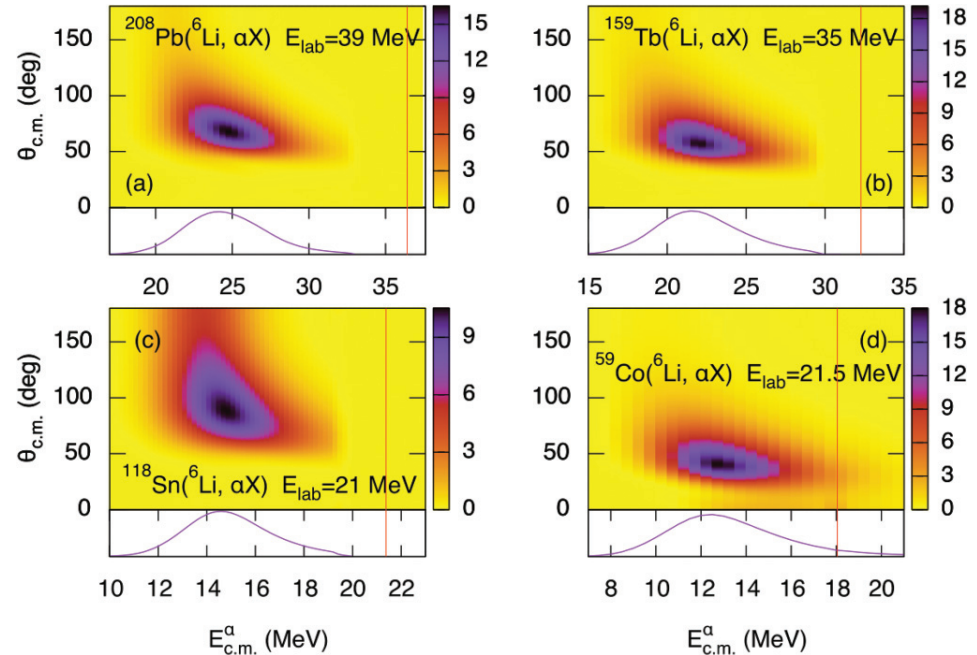 ²⁰⁸Pb(⁶Li, αX) E_lab=39 MeV
θ_c.m. (deg)
150
100
50
0
(a)
15
12
9
6
3
0
20 25 30 35
¹⁵⁹Tb(⁶Li, αX) E_lab=35 MeV
150
100
50
0
(b)
18
15
12
9
6
3
0
15 20 25 30 35
(c)
θ_c.m. (deg)
150
100
50
0
¹¹⁸Sn(⁶Li, αX) E_lab=21 MeV
9
6
3
0
10 12 14 16 18 20 22
E^α_c.m. (MeV)
(d)
⁵⁹Co(⁶Li, αX) E_lab=21.5 MeV
150
100
50
0
18
15
12
9
6
3
0
8 10 12 14 16 18 20
E^α_c.m. (MeV)